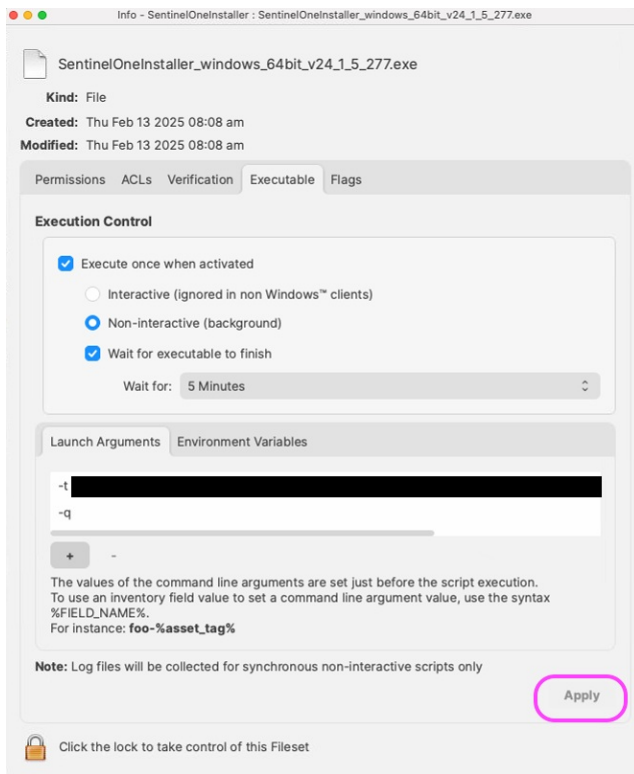 Info - SentinelOneInstaller : SentinelOneInstaller_windows_64bit_v24_1_5_277.exe
SentinelOneInstaller_windows_64bit_v24_1_5_277.exe
Kind: File
Created: Thu Feb 13 2025 08:08 am
Modified: Thu Feb 13 2025 08:08 am
Permissions ACLs Verification Executable Flags
Execution Control
Execute once when activated
Interactive (ignored in non Windows™ clients)
Non-interactive (background)
Wait for executable to finish
Wait for: 5 Minutes
Launch Arguments Environment Variables
-t
-q
+ -
The values of the command line arguments are set just before the script execution.
To use an inventory field value to set a command line argument value, use the syntax
%FIELD_NAME%.
For instance: foo-%asset_tag%
Note: Log files will be collected for synchronous non-interactive scripts only
Apply
Click the lock to take control of this Fileset